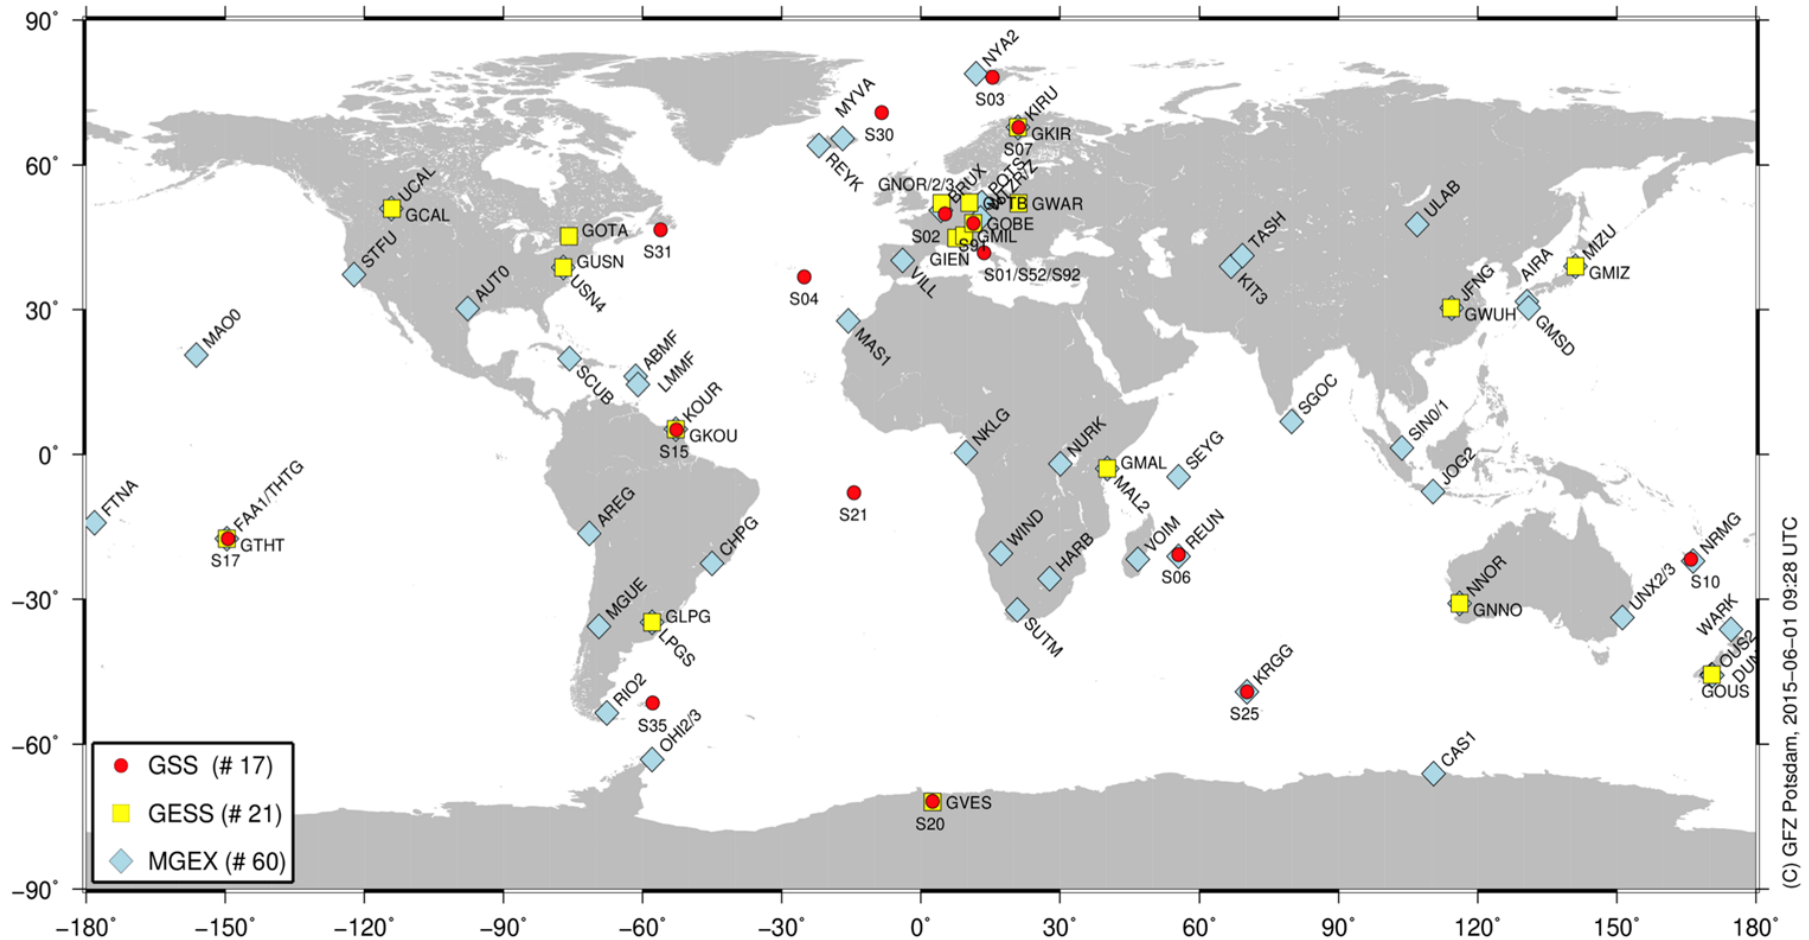 90˚
60˚
30˚
0˚
−30˚
−60˚
−90˚
NYA2
S03
MYVA
S30
KIRU
GKIR
S07
REYK
GNOR/2/3
BRUX
POTS
GPTB
GWAR
UCAL
GCAL
GOTA
S31
S02
GOBE
GMIL
S91
GIEN
S01/S52/S92
ULAB
STFU
GUSN
USN4
S04
VILL
TASH
KIT3
AIRA
MIZU
GMIZ
AUT0
JFNG
GWUH
GMSD
MAO0
MAS1
SCUB
ABMF
LMMF
SGOC
KOUR
GKOU
S15
NKLG
NURK
SIN0/1
GMAL
MAL2
SEYG
JOG2
FTNA
FAA1/THTG
GTHT
S17
AREG
S21
CHPG
WIND
HARB
VOIM
REUN
S06
NRMG
S10
MGUE
GLPG
LPGS
SUTM
NNOR
GNNO
UNX2/3
WARK
OUS2
DUN
GOUS
RIO2
S35
OHI2/3
KRGG
S25
CAS1
GVES
S20
GSS (# 17)
GESS (# 21)
MGEX (# 60)
−180˚ −150˚ −120˚ −90˚ −60˚ −30˚ 0˚ 30˚ 60˚ 90˚ 120˚ 150˚ 180˚
(C) GFZ Potsdam, 2015−06−01 09:28 UTC